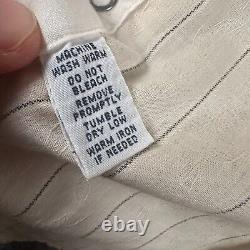 MACHINE
WASH WARM
DO NOT
BLEACH
REMOVE
PROMPTLY
TUMBLE
DRY LOW
WARM IRON
IF NEEDED